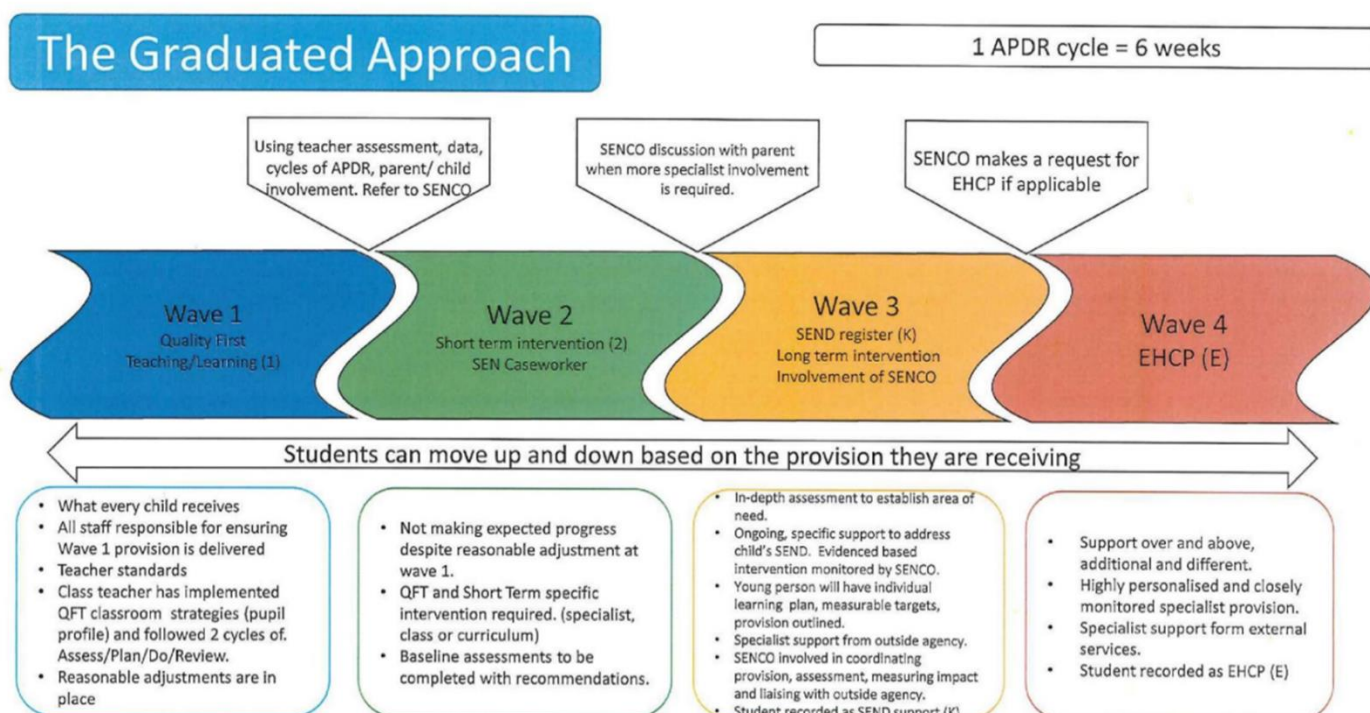 The Graduated Approach
1 APDR cycle = 6 weeks
Using teacher assessment, data,
cycles of APDR, parent/ child
involvement. Refer to SENCO
SENCO discussion with parent
when more specialist involvement
is required.
SENCO makes a request for
EHCP if applicable
Wave 1
Quality First
Teaching/Learning (1)
Wave 2
Short term intervention (2)
SEN Caseworker
Wave 3
SEND register (K)
Long term intervention
Involvement of SENCO
Wave 4
EHCP (E)
Students can move up and down based on the provision they are receiving
• What every child receives
• All staff responsible for ensuring
Wave 1 provision is delivered
• Teacher standards
• Class teacher has implemented
QFT classroom strategies (pupil
profile) and followed 2 cycles of.
Assess/Plan/Do/Review.
• Reasonable adjustments are in
place
• Not making expected progress
despite reasonable adjustment at
wave 1.
• QFT and Short Term specific
intervention required. (specialist,
class or curriculum)
• Baseline assessments to be
completed with recommendations.
• In-depth assessment to establish area of
need.
• Ongoing, specific support to address
child's SEND. Evidenced based
intervention monitored by SENCO.
• Young person will have individual
learning plan, measurable targets,
provision outlined.
• Specialist support from outside agency.
• SENCO involved in coordinating
provision, assessment, measuring impact
and liaising with outside agency.
• Student recorded as SEND support (K)
• Support over and above,
additional and different.
• Highly personalised and closely
monitored specialist provision.
• Specialist support form external
services.
• Student recorded as EHCP (E)